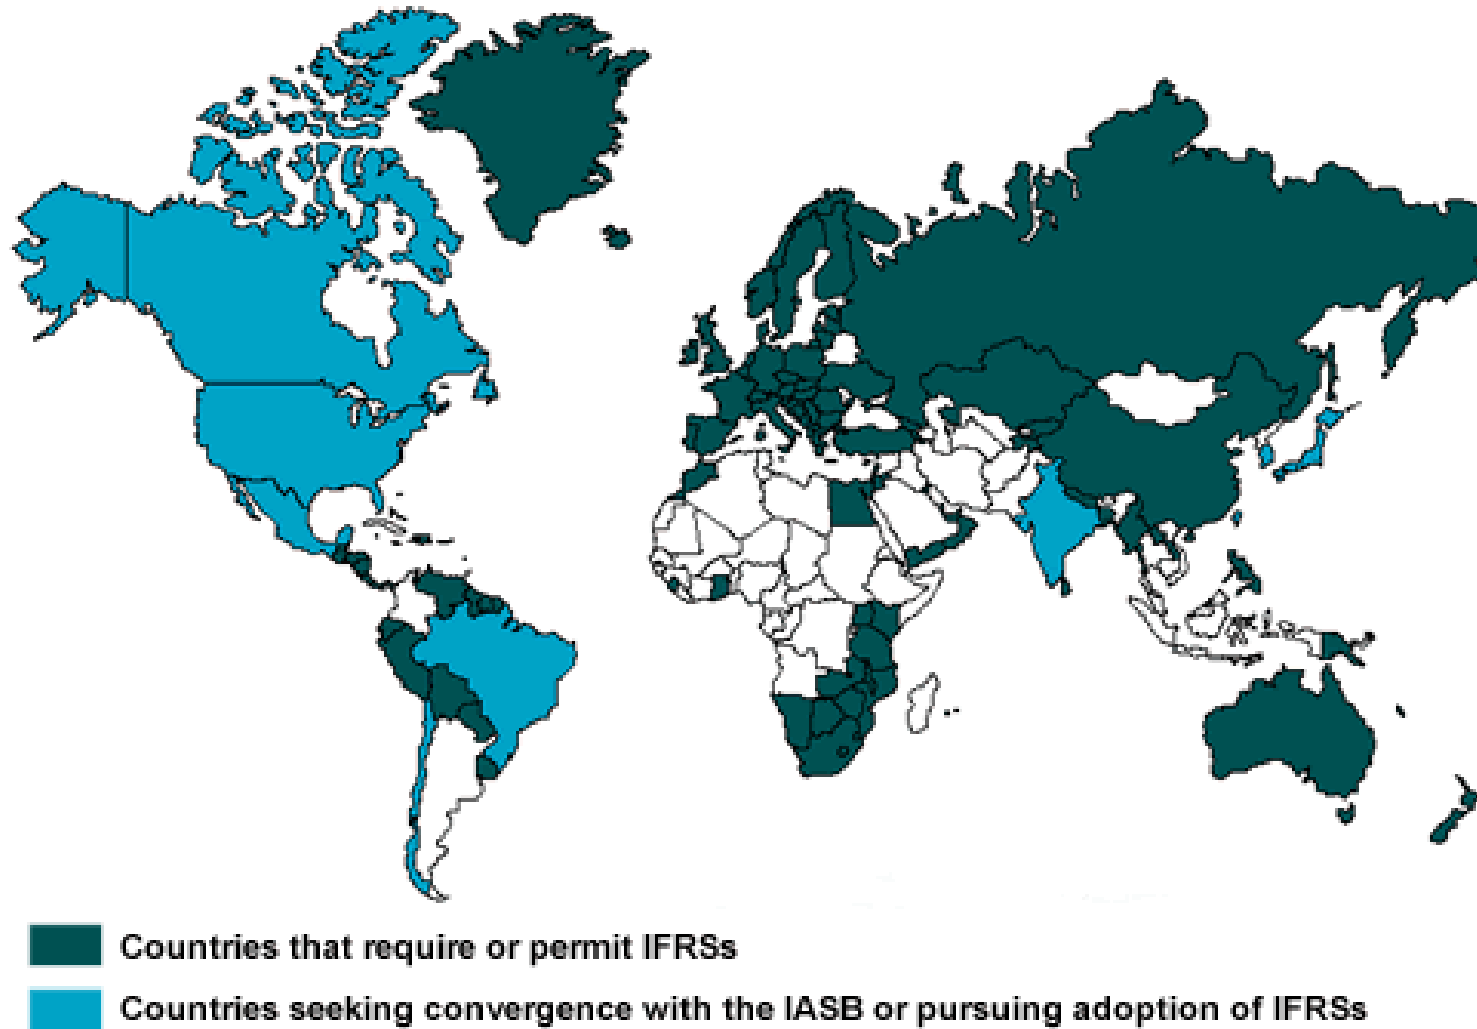 Countries that require or permit IFRSs
Countries seeking convergence with the IASB or pursuing adoption of IFRSs